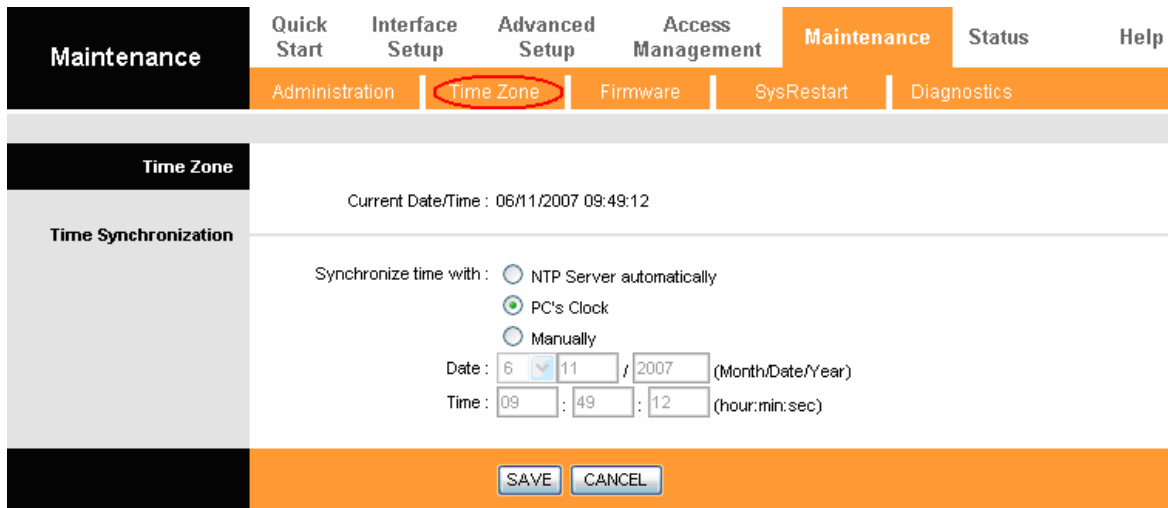 Maintenance
Quick Start
Interface Setup
Advanced Setup
Access Management
Maintenance
Status
Help
Administration
Time Zone
Firmware
SysRestart
Diagnostics
Time Zone
Current Date/Time : 06/11/2007 09:49:12
Time Synchronization
Synchronize time with : NTP Server automatically
PC's Clock
Manually
Date : 6 11 / 2007 (Month/Date/Year)
Time : 09 : 49 : 12 (hour:min:sec)
SAVE CANCEL